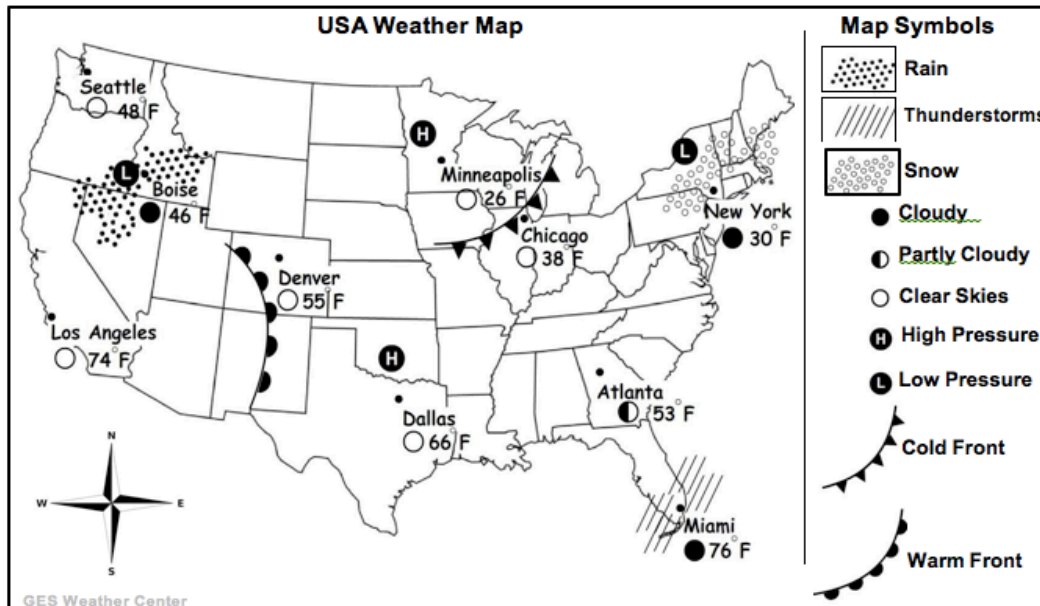 USA Weather Map
Seattle
48°F
L
Boise
46°F
H
Minneapolis
26°F
Chicago
38°F
L
New York
30°F
Denver
55°F
Los Angeles
74°F
H
Dallas
66°F
Atlanta
53°F
Miami
76°F
N
W E
S
GES Weather Center
Map Symbols
Rain
Thunderstorms
Snow
Cloudy
Partly Cloudy
Clear Skies
H High Pressure
L Low Pressure
Cold Front
Warm Front